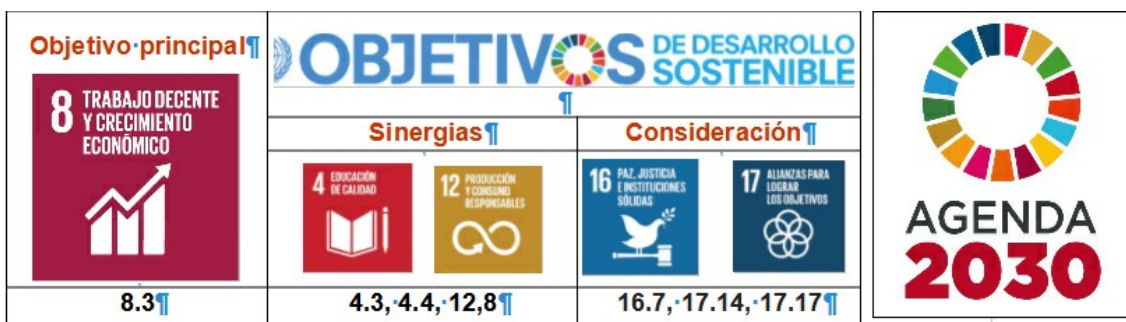 Objetivo·principal¶
8 TRABAJO DECENTE
Y CRECIMIENTO
ECONÓMICO
OBJETIVOS DE DESARROLLO
SOSTENIBLE
¶
Sinergias¶
Consideración¶
4 EDUCACIÓN
DE CALIDAD
12 PRODUCCIÓN
Y CONSUMO
RESPONSABLES
16 PAZ, JUSTICIA
E INSTITUCIONES
SÓLIDAS
17 ALIANZAS PARA
LOGRAR
LOS OBJETIVOS
8.3¶
4.3,·4.4,·12,8¶
16.7,·17.14,·17.17¶
AGENDA
2030